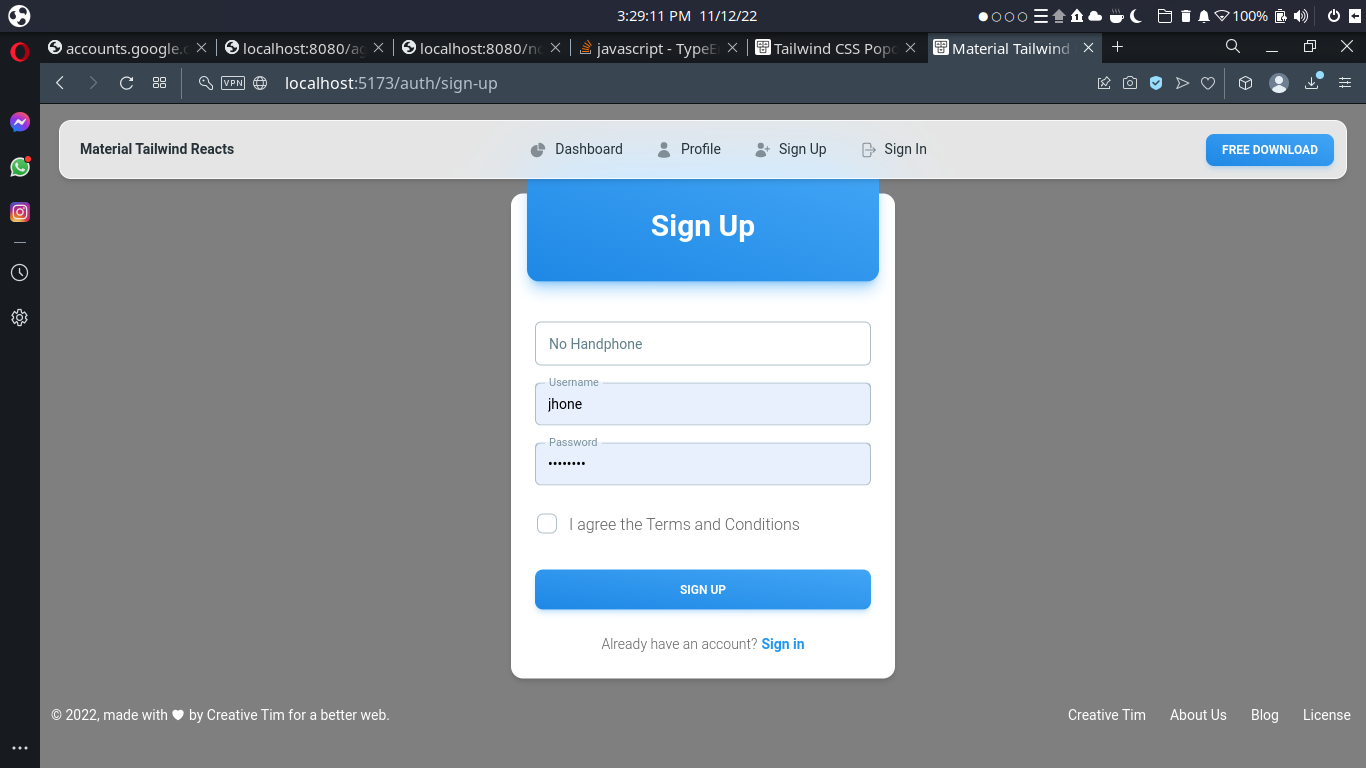 3:29:11 PM 11/12/22
100%
accounts.google.c
localhost:8080/ac
localhost:8080/no
javascript - TypeE
Tailwind CSS Popo
Material Tailwind
VPN
localhost:5173/auth/sign-up
Material Tailwind Reacts
Dashboard
Profile
Sign Up
Sign In
FREE DOWNLOAD
Sign Up
No Handphone
Username
jhone
Password
••••••••
I agree the Terms and Conditions
SIGN UP
Already have an account? Sign in
© 2022, made with ♥ by Creative Tim for a better web.
Creative Tim
About Us
Blog
License